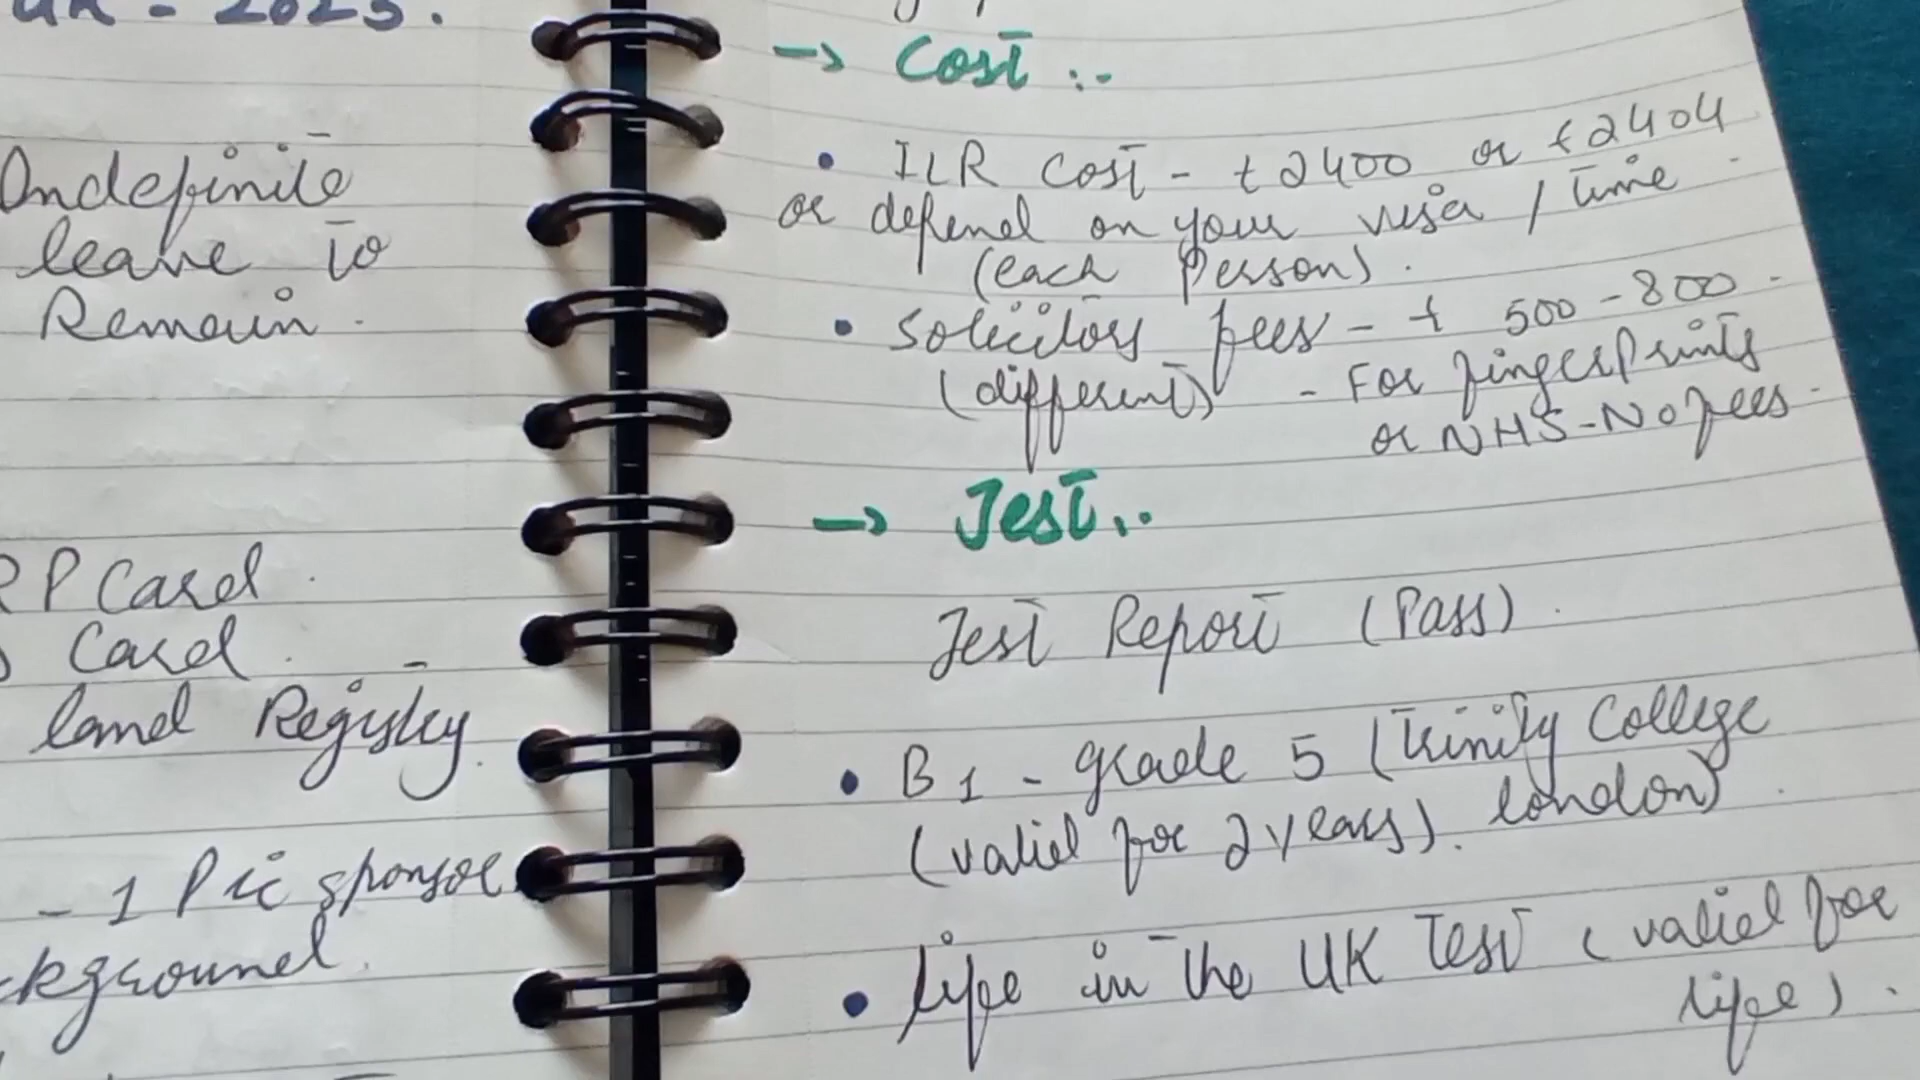 UK - 2023.
Indefinite
leave to
Remain.
RP Card.
Card.
land Registry.
- 1 Pic sponsor
ckground.
→ Cost :-
• ILR Cost - £2400 or £2404
or depend on your visa / Time.
(each person).
• Solicitors fees - £ 500 - 800.
(different) - For fingerprints
or NHS - No fees.
→ Test :-
Test Report (Pass).
• B1 - grade 5 (Trinity College
(valid for 2 years). London).
• life in the UK Test (valid for
life).